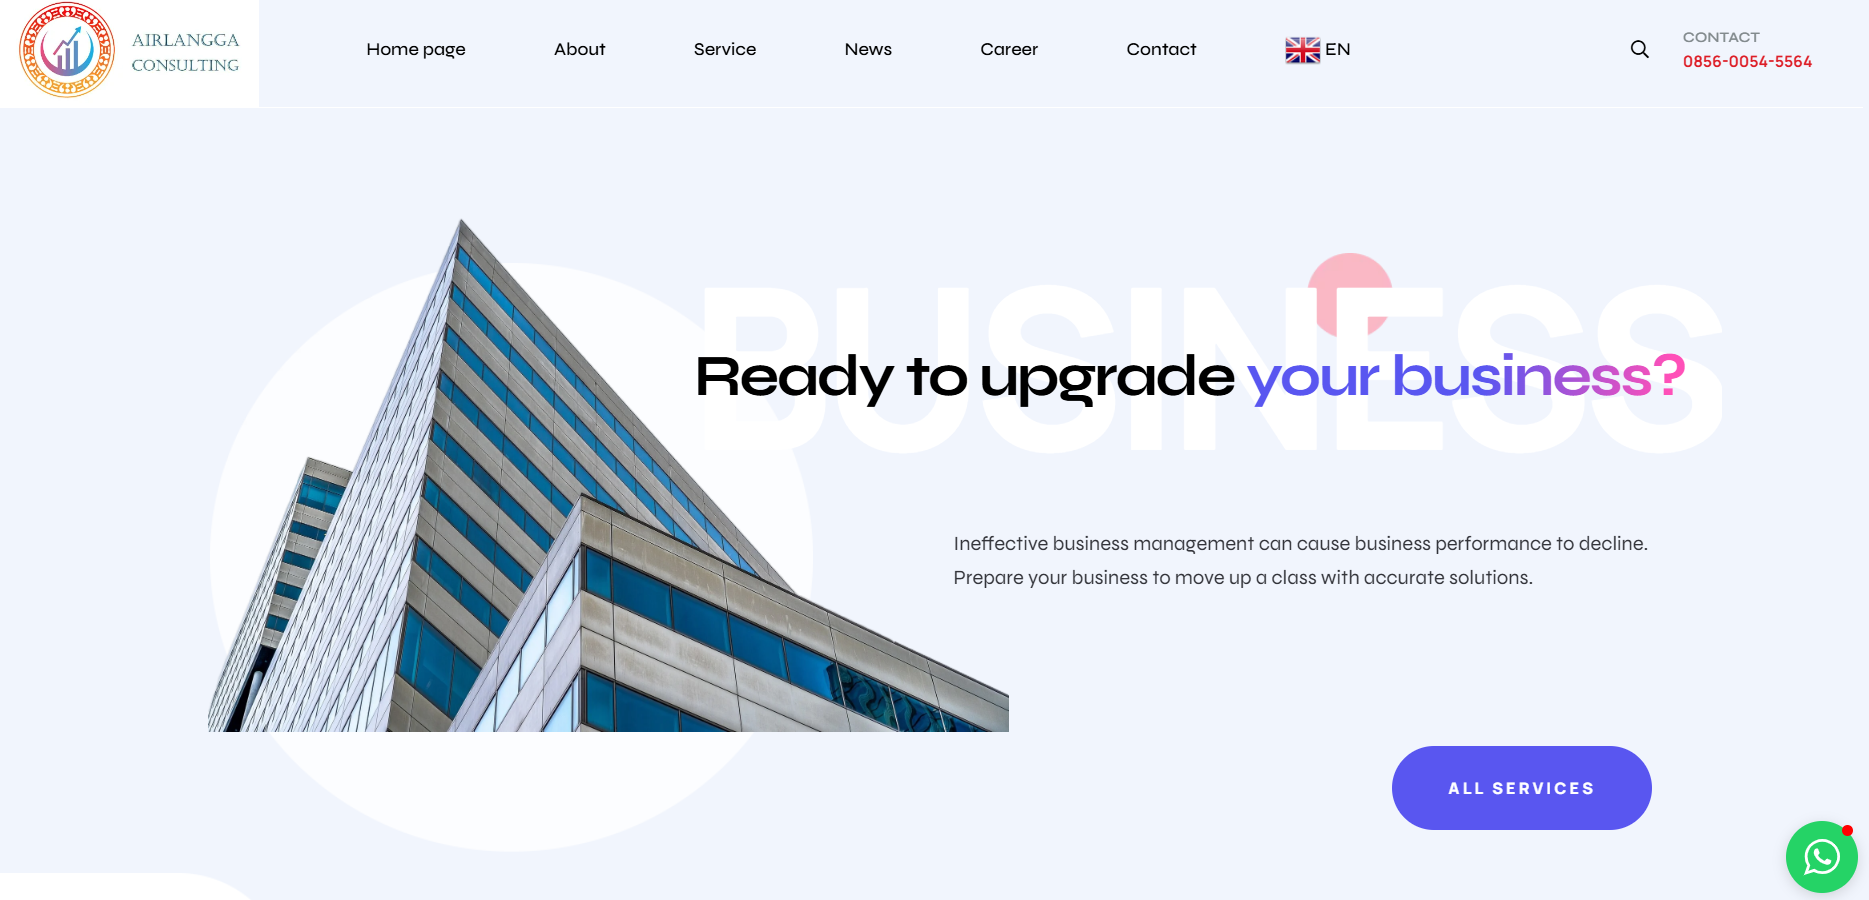 AIRLANGGA
CONSULTING
Home page
About
Service
News
Career
Contact
EN
CONTACT
0856-0054-5564
BUSINESS
Ready to upgrade your business?
Ineffective business management can cause business performance to decline.
Prepare your business to move up a class with accurate solutions.
ALL SERVICES